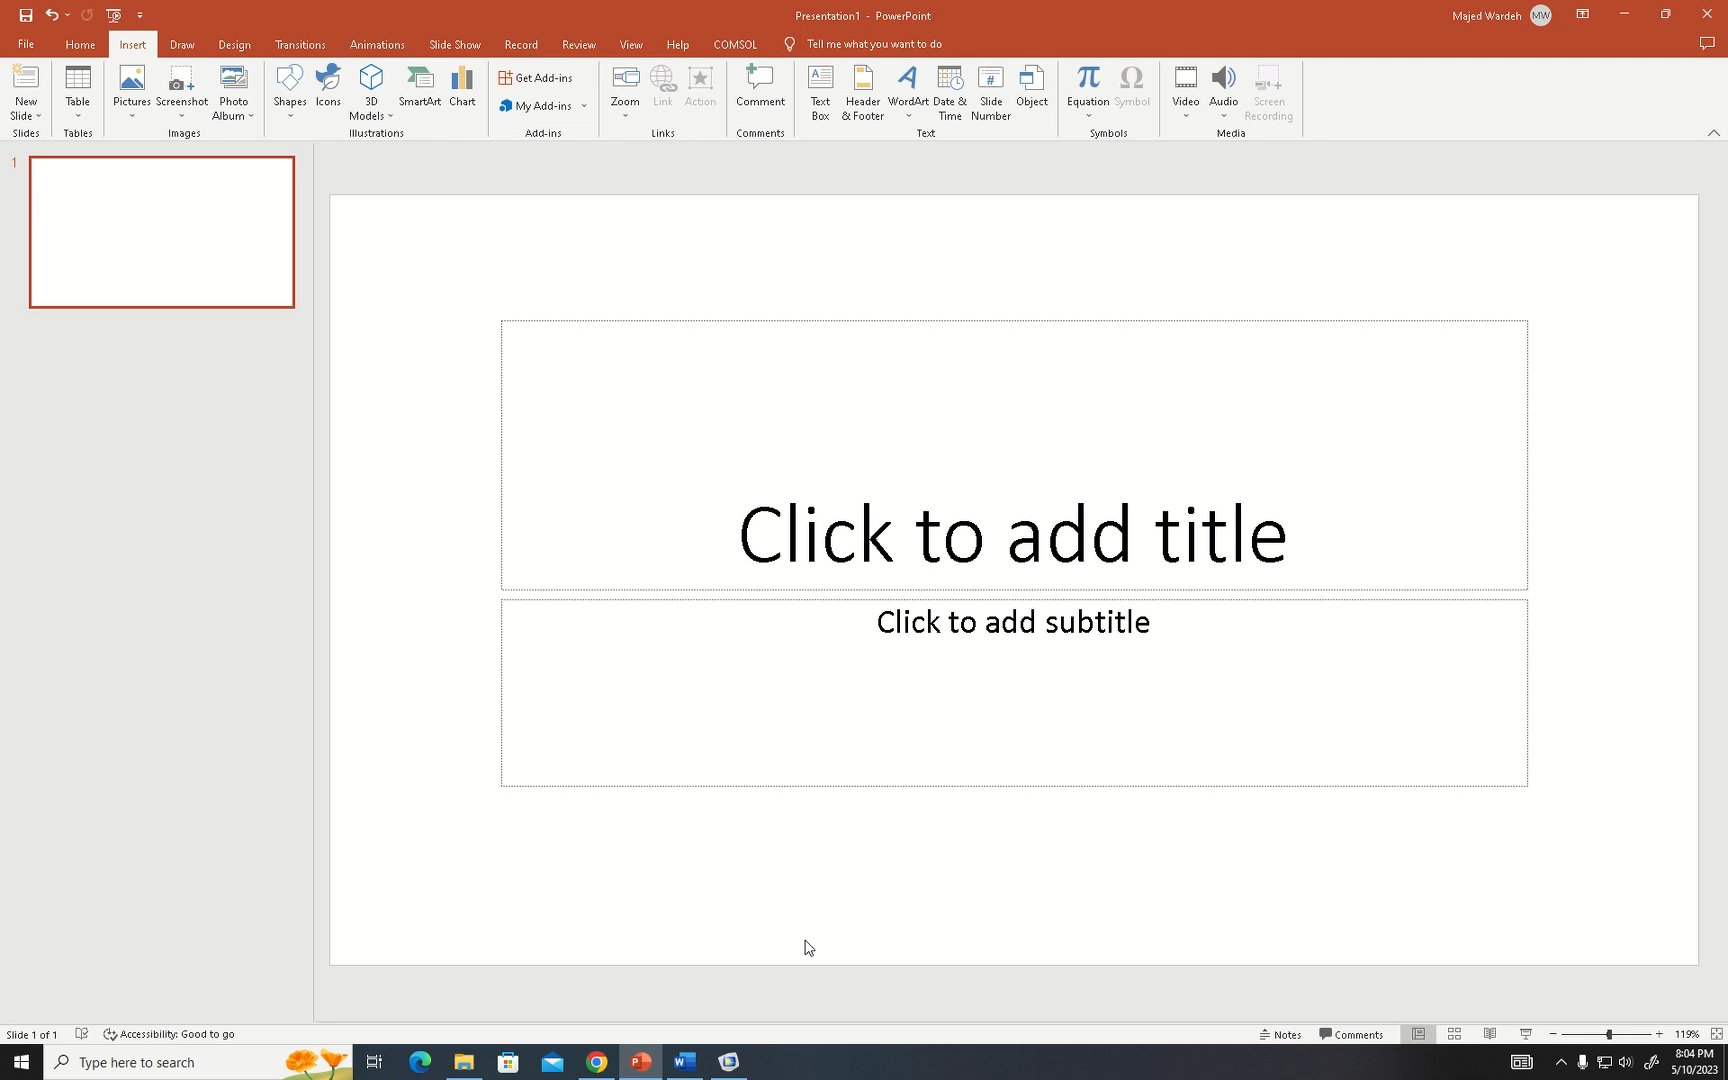 Presentation1 - PowerPoint
Majed Wardeh MW
File Home Insert Draw Design Transitions Animations Slide Show Record Review View Help COMSOL Tell me what you want to do
New Slide
Table
Pictures
Screenshot
Photo Album
Shapes
Icons
3D Models
SmartArt
Chart
Get Add-ins
My Add-ins
Zoom
Link
Action
Comment
Text Box
Header & Footer
WordArt
Date & Time
Slide Number
Object
Equation
Symbol
Video
Audio
Screen Recording
Slides Tables Images Illustrations Add-ins Links Comments Text Symbols Media
1
Click to add title
Click to add subtitle
Slide 1 of 1 Accessibility: Good to go Notes Comments 119%
Type here to search
8:04 PM
5/10/2023